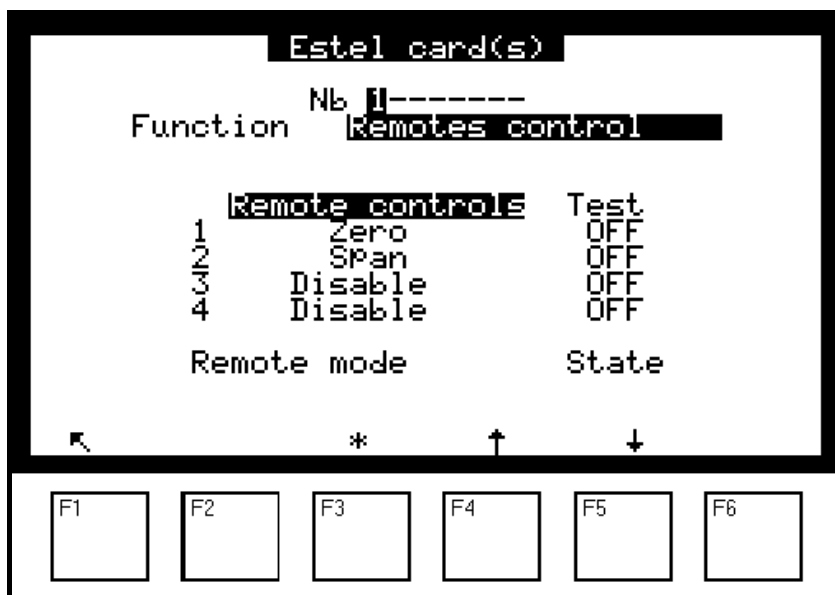 Estel card(s)
Nb 1-------
Function Remotes control
Remote controls Test
1 Zero OFF
2 Span OFF
3 Disable OFF
4 Disable OFF
Remote mode State
↖ * ↑ ↓
F1 F2 F3 F4 F5 F6